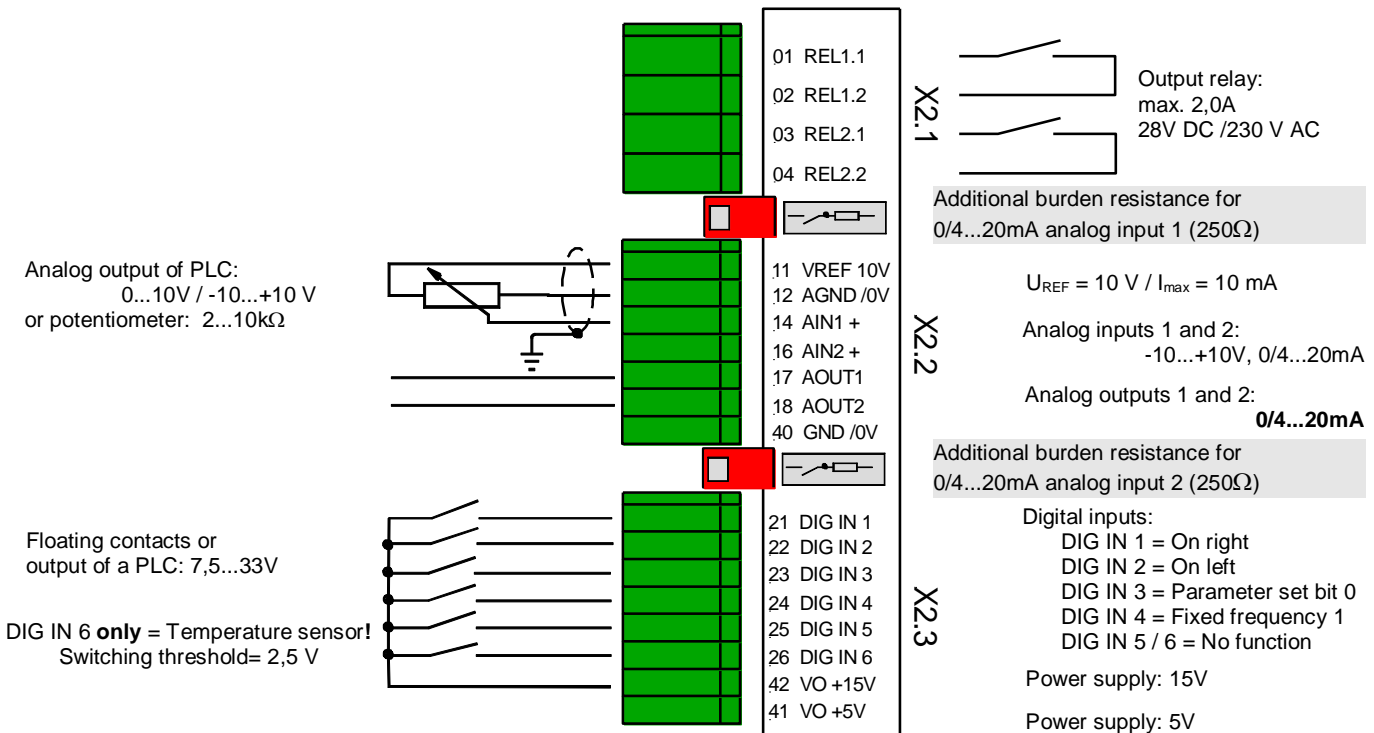 01 REL1.1
02 REL1.2
03 REL2.1
04 REL2.2
X2.1
Output relay:
max. 2,0A
28V DC /230 V AC
Additional burden resistance for
0/4...20mA analog input 1 (250Ω)
Analog output of PLC:
0...10V / -10...+10 V
or potentiometer: 2...10kΩ
11 VREF 10V
12 AGND /0V
14 AIN1 +
16 AIN2 +
17 AOUT1
18 AOUT2
40 GND /0V
X2.2
UREF = 10 V / Imax = 10 mA
Analog inputs 1 and 2:
-10...+10V, 0/4...20mA
Analog outputs 1 and 2:
0/4...20mA
Additional burden resistance for
0/4...20mA analog input 2 (250Ω)
Floating contacts or
output of a PLC: 7,5...33V
DIG IN 6 only = Temperature sensor!
Switching threshold= 2,5 V
21 DIG IN 1
22 DIG IN 2
23 DIG IN 3
24 DIG IN 4
25 DIG IN 5
26 DIG IN 6
42 VO +15V
41 VO +5V
X2.3
Digital inputs:
DIG IN 1 = On right
DIG IN 2 = On left
DIG IN 3 = Parameter set bit 0
DIG IN 4 = Fixed frequency 1
DIG IN 5 / 6 = No function
Power supply: 15V
Power supply: 5V